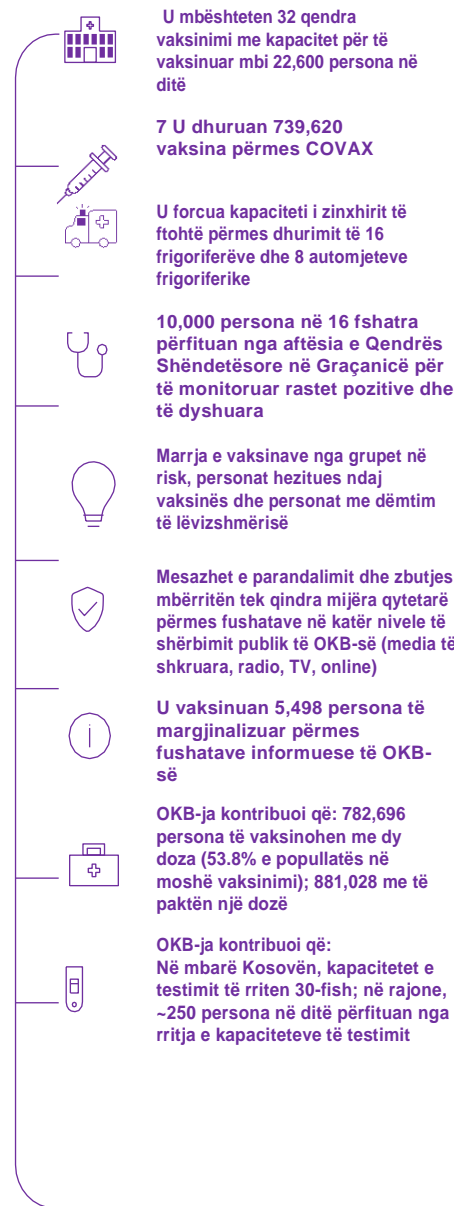 U mbështeten 32 qendra
vaksinimi me kapacitet për të
vaksinuar mbi 22,600 persona në
ditë
7 U dhuruan 739,620
vaksina përmes COVAX
U forcua kapaciteti i zinxhirit të
ftohtë përmes dhurimit të 16
frigoriferëve dhe 8 automjeteve
frigoriferike
10,000 persona në 16 fshatra
përfituan nga aftësia e Qendrës
Shëndetësore në Graçanicë për
të monitoruar rastet pozitive dhe
të dyshuara
Marrja e vaksinave nga grupet në
risk, personat hezitues ndaj
vaksinës dhe personat me dëmtim
të lëvizshmërisë
Mesazhet e parandalimit dhe zbutjes
mbërritën tek qindra mijëra qytetarë
përmes fushatave në katër nivele të
shërbimit publik të OKB-së (media të
shkruara, radio, TV, online)
U vaksinuan 5,498 persona të
margjinalizuar përmes
fushatave informuese të OKB-
së
OKB-ja kontribuoi që: 782,696
persona të vaksinohen me dy
doza (53.8% e popullatës në
moshë vaksinimi); 881,028 me të
paktën një dozë
OKB-ja kontribuoi që:
Në mbarë Kosovën, kapacitetet e
testimit të rriten 30-fish; në rajone,
~250 persona në ditë përfituan nga
rritja e kapaciteteve të testimit